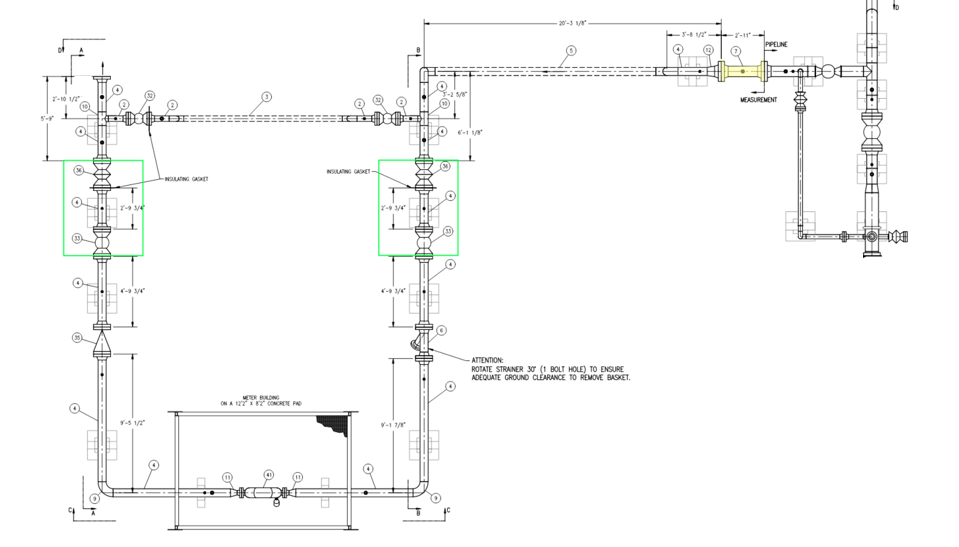 D
20'-3 1/8"
3'-8 1/2"
2'-11"
PIPELINE
D
A
B
5
4
12
7
MEASUREMENT
2'-10 1/2"
5'-9"
4
10
2
32
2
3
2
32
2
4
3'-2 5/8"
10
6'-1 1/8"
4
4
36
INSULATING GASKET
INSULATING GASKET
36
4
2'-9 3/4"
2'-9 3/4"
4
33
33
4
4'-9 3/4"
4'-9 3/4"
4
35
6
ATTENTION:
ROTATE STRAINER 30° (1 BOLT HOLE) TO ENSURE
ADEQUATE GROUND CLEARANCE TO REMOVE BASKET.
4
4
METER BUILDING
ON A 12'2" X 8'2" CONCRETE PAD
9'-5 1/2"
9'-1 7/8"
4
11
41
11
4
9
9
C
A
B
C